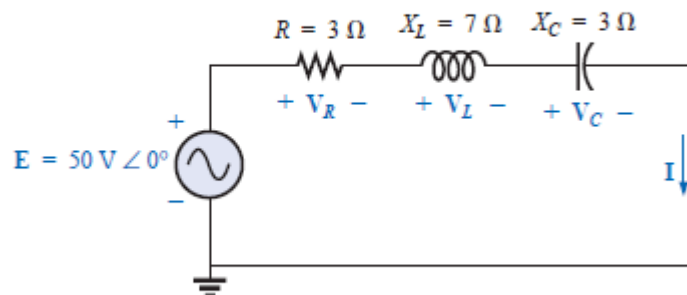 R = 3 Ω X_L = 7 Ω X_C = 3 Ω
+ V_R − + V_L − + V_C −
+
E = 50 V ∠ 0°
I
−